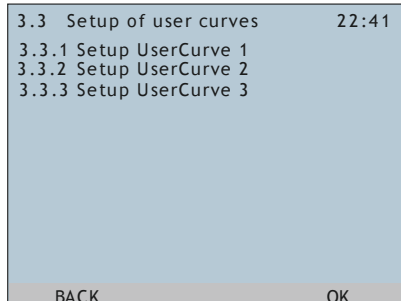 3.3 Setup of user curves 22:41
3.3.1 Setup UserCurve 1
3.3.2 Setup UserCurve 2
3.3.3 Setup UserCurve 3
BACK OK